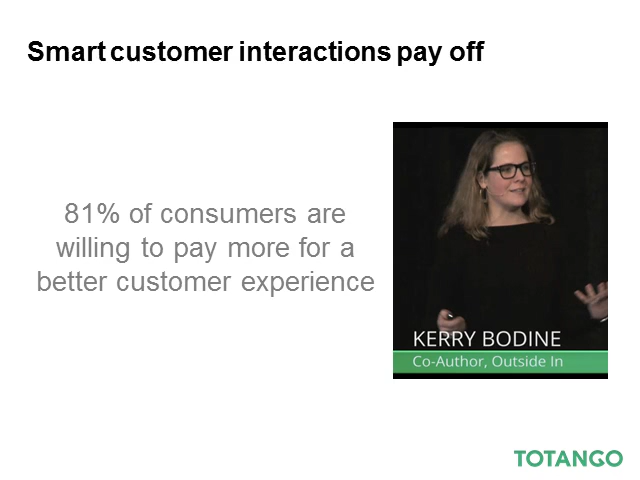 Smart customer interactions pay off
81% of consumers are
willing to pay more for a
better customer experience
KERRY BODINE
Co-Author, Outside In
TOTANGO